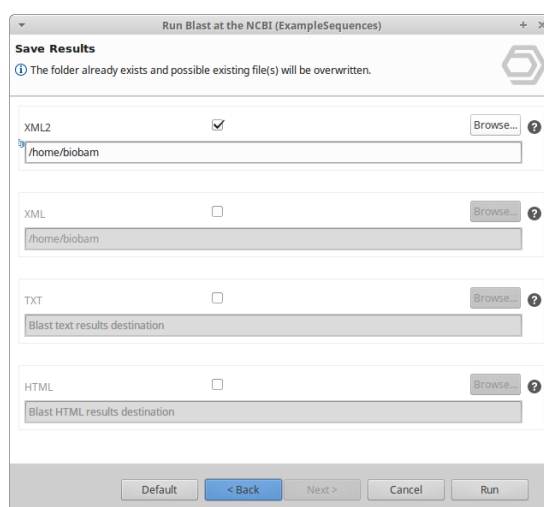 Run Blast at the NCBI (ExampleSequences)
Save Results
The folder already exists and possible existing file(s) will be overwritten.
XML2 Browse... ?
/home/biobam
XML Browse... ?
/home/biobam
TXT Browse... ?
Blast text results destination
HTML Browse... ?
Blast HTML results destination
Default < Back Next > Cancel Run